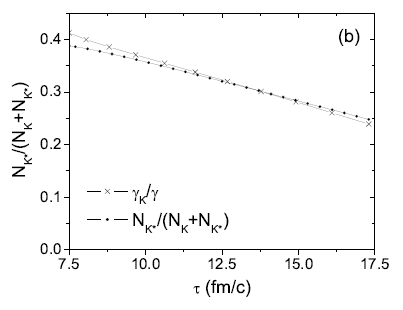 (b)
0.4
0.3
0.2
0.1
0.0
N_K*/(N_K+N_K*)
γ_K/γ
N_K*/(N_K+N_K*)
7.5 10.0 12.5 15.0 17.5
τ (fm/c)